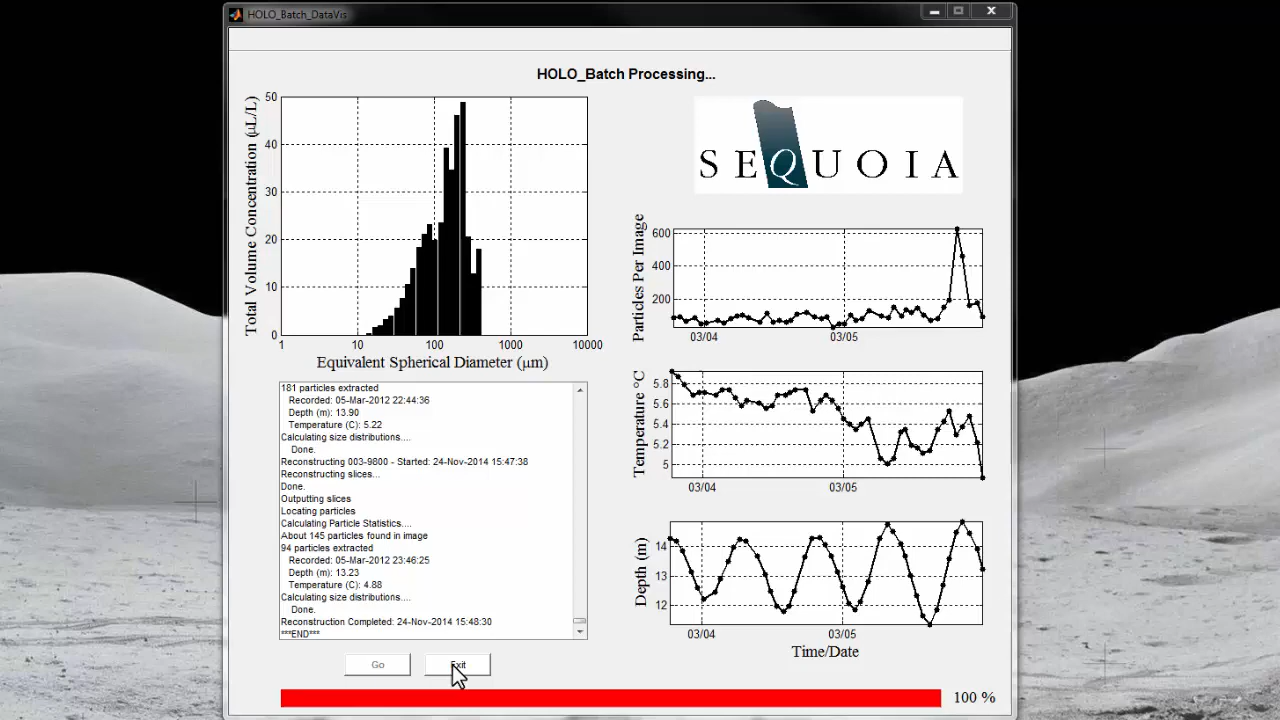 HOLO_Batch_DataVis
HOLO_Batch Processing...
50
40
30
20
10
0
Total Volume Concentration (μL/L)
1 10 100 1000 10000
Equivalent Spherical Diameter (μm)
SEQUOIA
Particles Per Image
600
400
200
03/04 03/05
Temperature °C
5.8
5.6
5.4
5.2
5
03/04 03/05
Depth (m)
14
13
12
03/04 03/05
Time/Date
181 particles extracted
Recorded: 05-Mar-2012 22:44:36
Depth (m): 13.90
Temperature (C): 5.22
Calculating size distributions....
Done.
Reconstructing 003-9800 - Started: 24-Nov-2014 15:47:38
Reconstructing slices...
Done.
Outputting slices
Locating particles
Calculating Particle Statistics....
About 145 particles found in image
94 particles extracted
Recorded: 05-Mar-2012 23:46:25
Depth (m): 13.23
Temperature (C): 4.88
Calculating size distributions....
Done.
Reconstruction Completed: 24-Nov-2014 15:48:30
***END***
Go
Exit
100 %